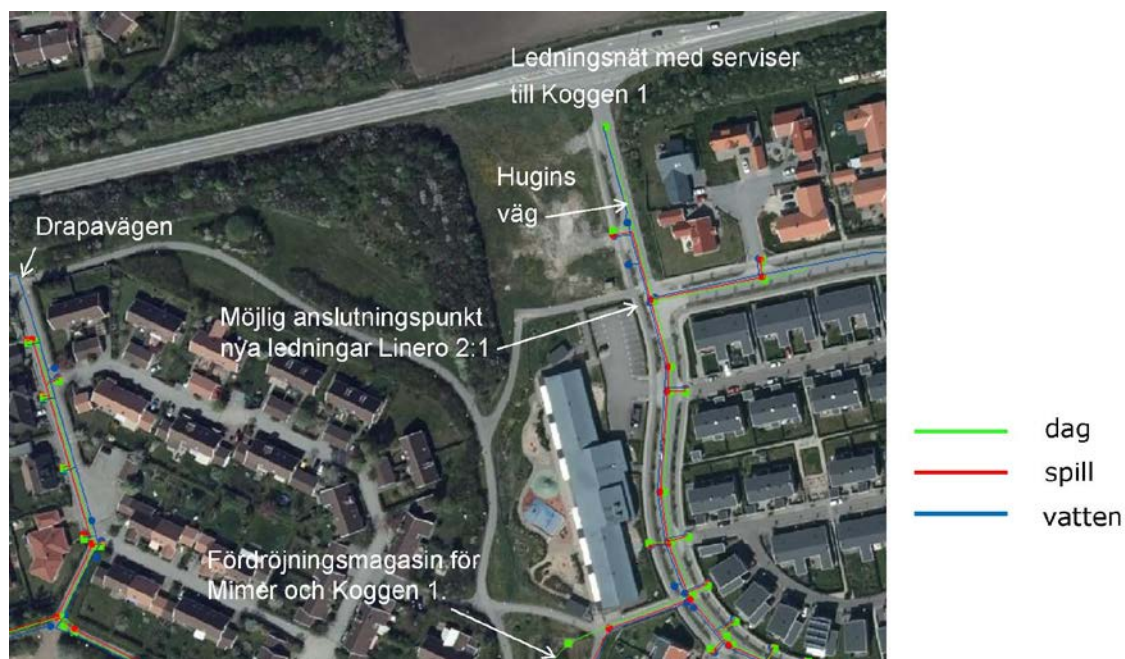 Ledningsnät med serviser
till Koggen 1
Hugins
väg
Drapavägen
Möjlig anslutningspunkt
nya ledningar Linero 2:1
Fördröjningsmagasin för
Mimer och Koggen 1.
dag
spill
vatten